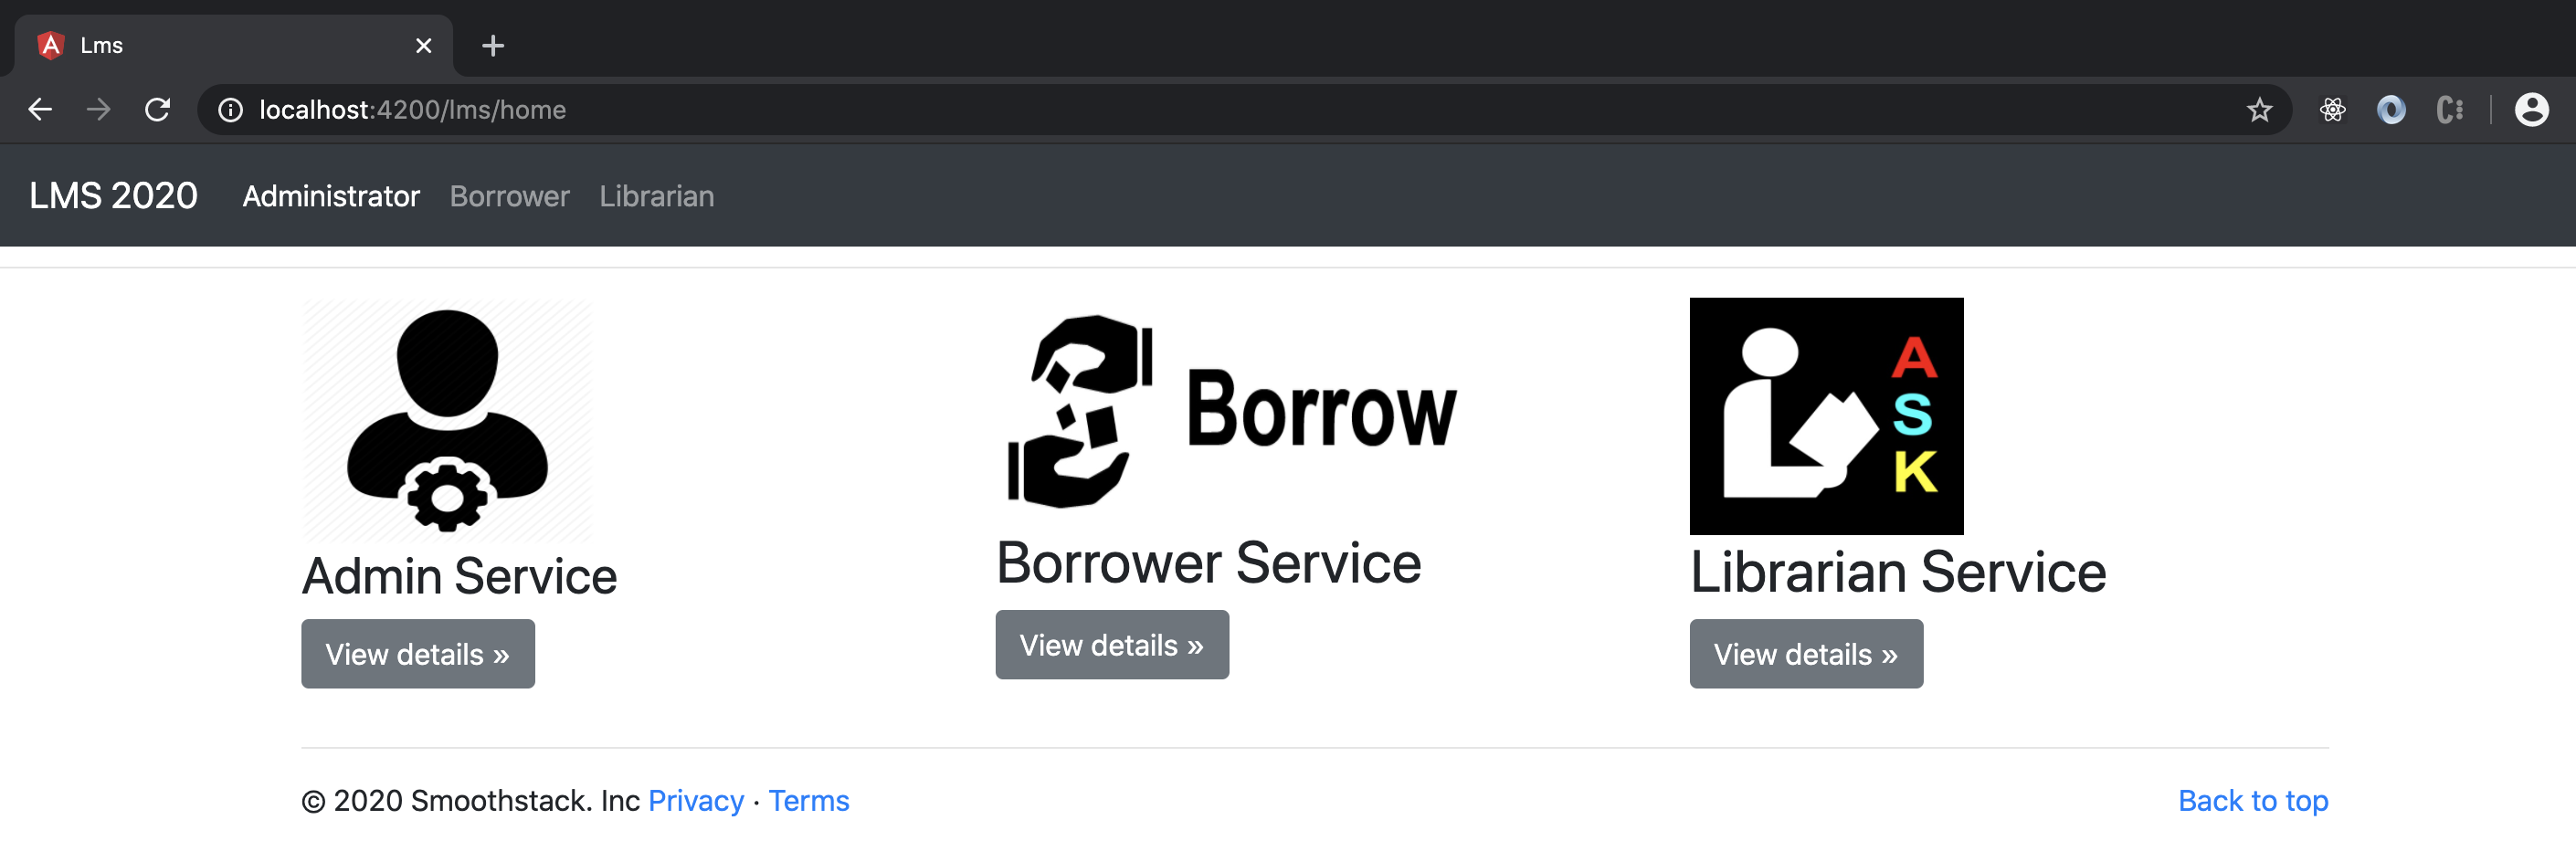 Lms
localhost:4200/lms/home
LMS 2020 Administrator Borrower Librarian
Borrow
A
S
K
Admin Service
Borrower Service
Librarian Service
View details »
View details »
View details »
© 2020 Smoothstack. Inc Privacy · Terms
Back to top